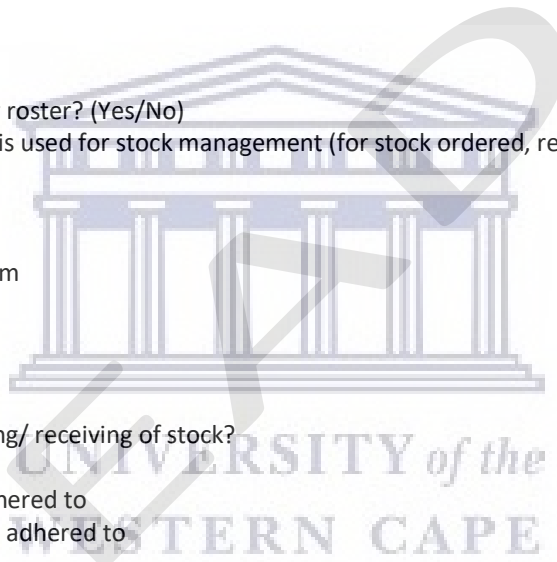 roster? (Yes/No)
is used for stock management (for stock ordered, re
m
ng/ receiving of stock?
UNIVERSITY of the
hered to
adhered to
WESTERN CAPE